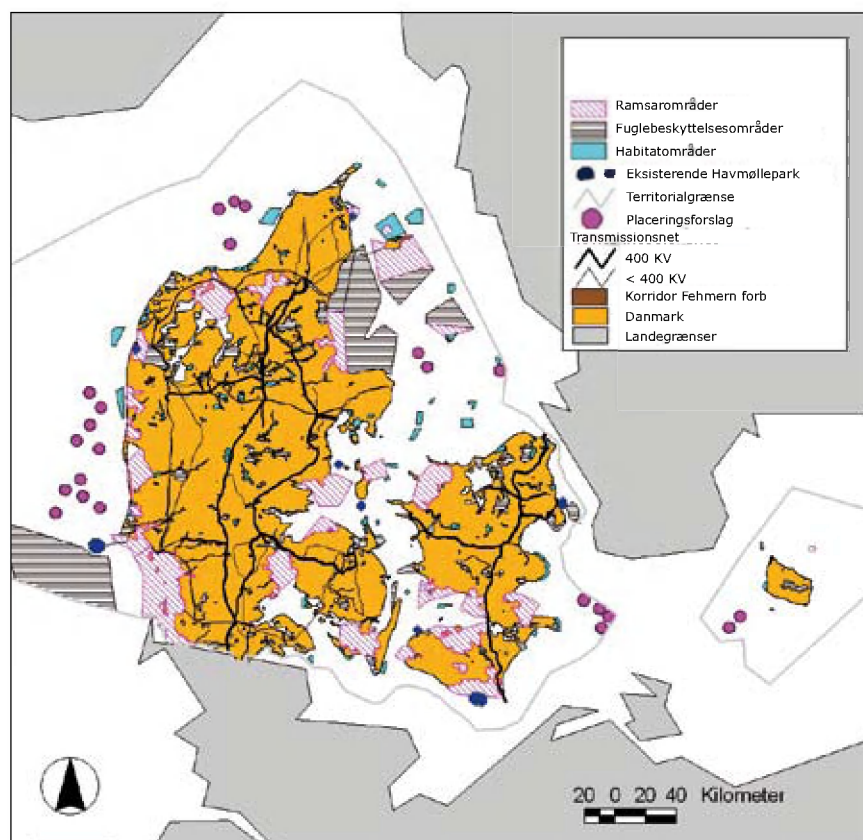 Ramsarområder
Fuglebeskyttelsesområder
Habitatområder
Eksisterende Havmøllepark
Territorialgrænse
Placeringsforslag
Transmissionsnet
400 KV
< 400 KV
Korridor Fehmern forb
Danmark
Landegrænser
20 0 20 40 Kilometer